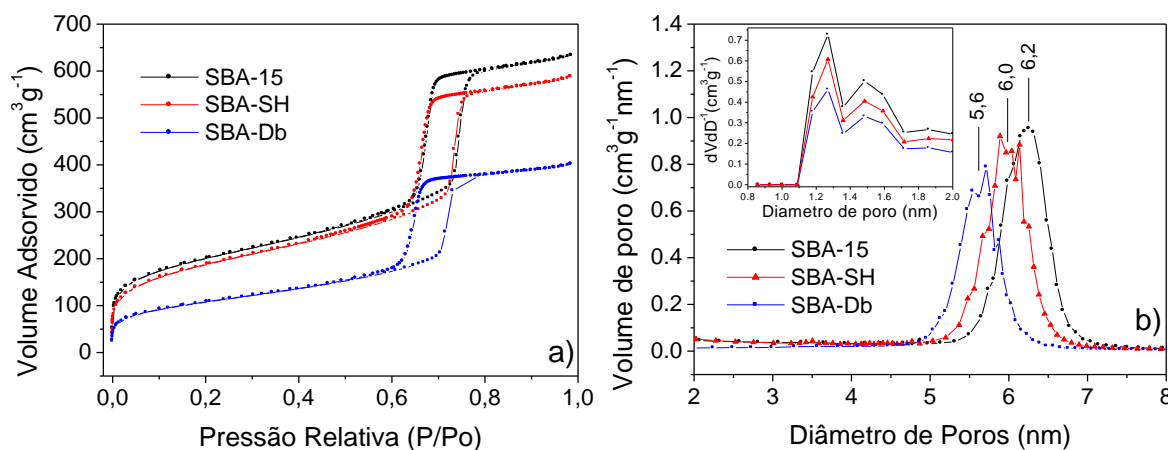 700
600
500
400
300
200
100
0
Volume Adsorvido (cm³g⁻¹)
SBA-15
SBA-SH
SBA-Db
a)
0,0 0,2 0,4 0,6 0,8 1,0
Pressão Relativa (P/Po)
1.4
1.2
1.0
0.8
0.6
0.4
0.2
0.0
Volume de poro (cm³g⁻¹nm⁻¹)
0.7
0.6
0.5
0.4
0.3
0.2
0.1
0.0
dVdD⁻¹(cm³g⁻¹)
0.8 1.0 1.2 1.4 1.6 1.8 2.0
Diametro de poro (nm)
5,6
6,0
6,2
SBA-15
SBA-SH
SBA-Db
b)
2 3 4 5 6 7 8
Diâmetro de Poros (nm)